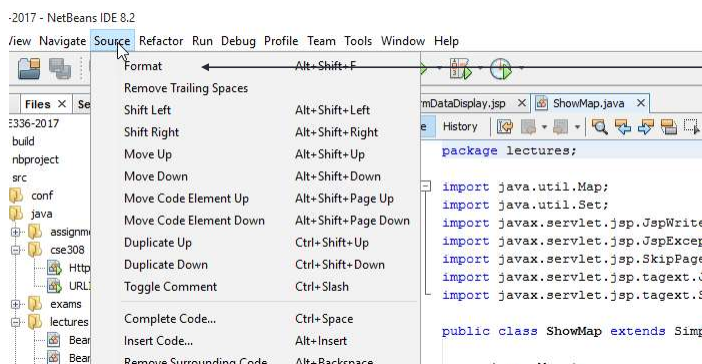 -2017 - NetBeans IDE 8.2
View Navigate Source Refactor Run Debug Profile Team Tools Window Help
Format Alt+Shift+F
Remove Trailing Spaces
Shift Left Alt+Shift+Left
Shift Right Alt+Shift+Right
Move Up Alt+Shift+Up
Move Down Alt+Shift+Down
Move Code Element Up Alt+Shift+Page Up
Move Code Element Down Alt+Shift+Page Down
Duplicate Up Ctrl+Shift+Up
Duplicate Down Ctrl+Shift+Down
Toggle Comment Ctrl+Slash
Complete Code... Ctrl+Space
Insert Code... Alt+Insert
Remove Surrounding Code Alt+Backspace
Files Se
E336-2017
build
nbproject
src
conf
java
assignme
cse308
Http
URL
exams
lectures
Bear
Bear
rmDataDisplay.jsp ShowMap.java
e History
package lectures;
import java.util.Map;
import java.util.Set;
import javax.servlet.jsp.JspWrite
import javax.servlet.jsp.JspExcep
import javax.servlet.jsp.SkipPage
import javax.servlet.jsp.tagext.J
import javax.servlet.jsp.tagext.S
public class ShowMap extends Simp